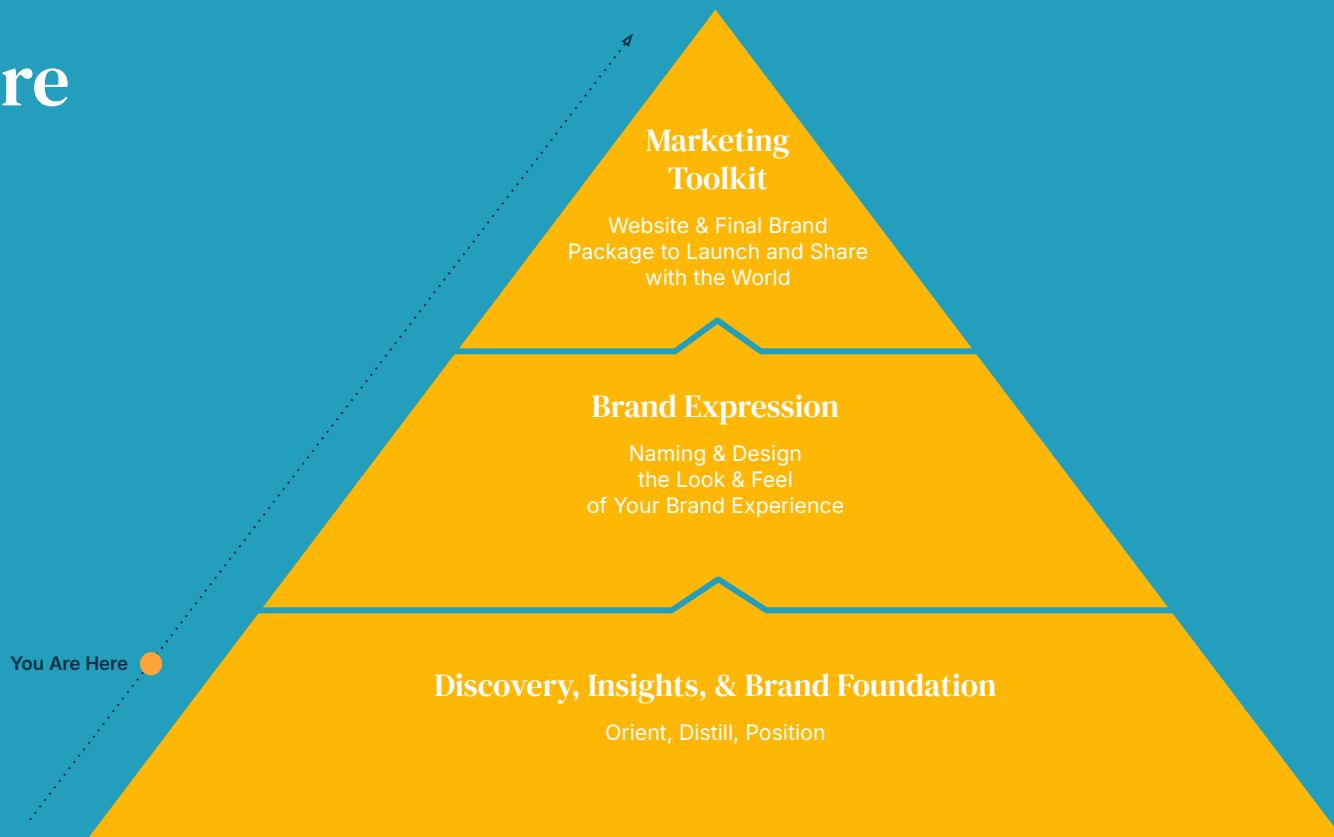 re
Marketing
Toolkit
Website & Final Brand
Package to Launch and Share
with the World
Brand Expression
Naming & Design
the Look & Feel
of Your Brand Experience
You Are Here
Discovery, Insights, & Brand Foundation
Orient, Distill, Position